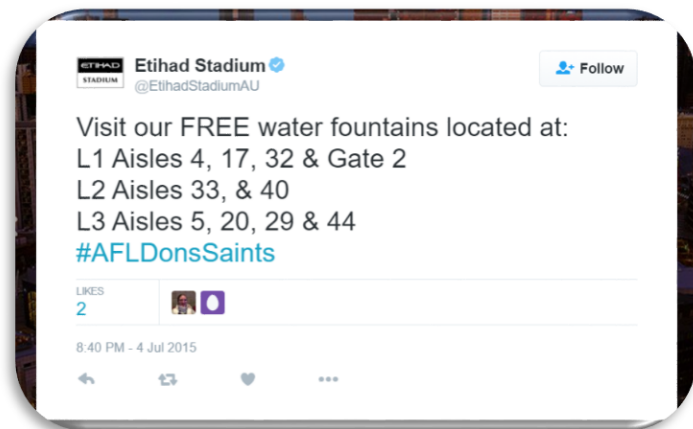 ETIHAD
STADIUM
Etihad Stadium
@EtihadStadiumAU
Follow
Visit our FREE water fountains located at:
L1 Aisles 4, 17, 32 & Gate 2
L2 Aisles 33, & 40
L3 Aisles 5, 20, 29 & 44
#AFLDonsSaints
LIKES
2
8:40 PM - 4 Jul 2015